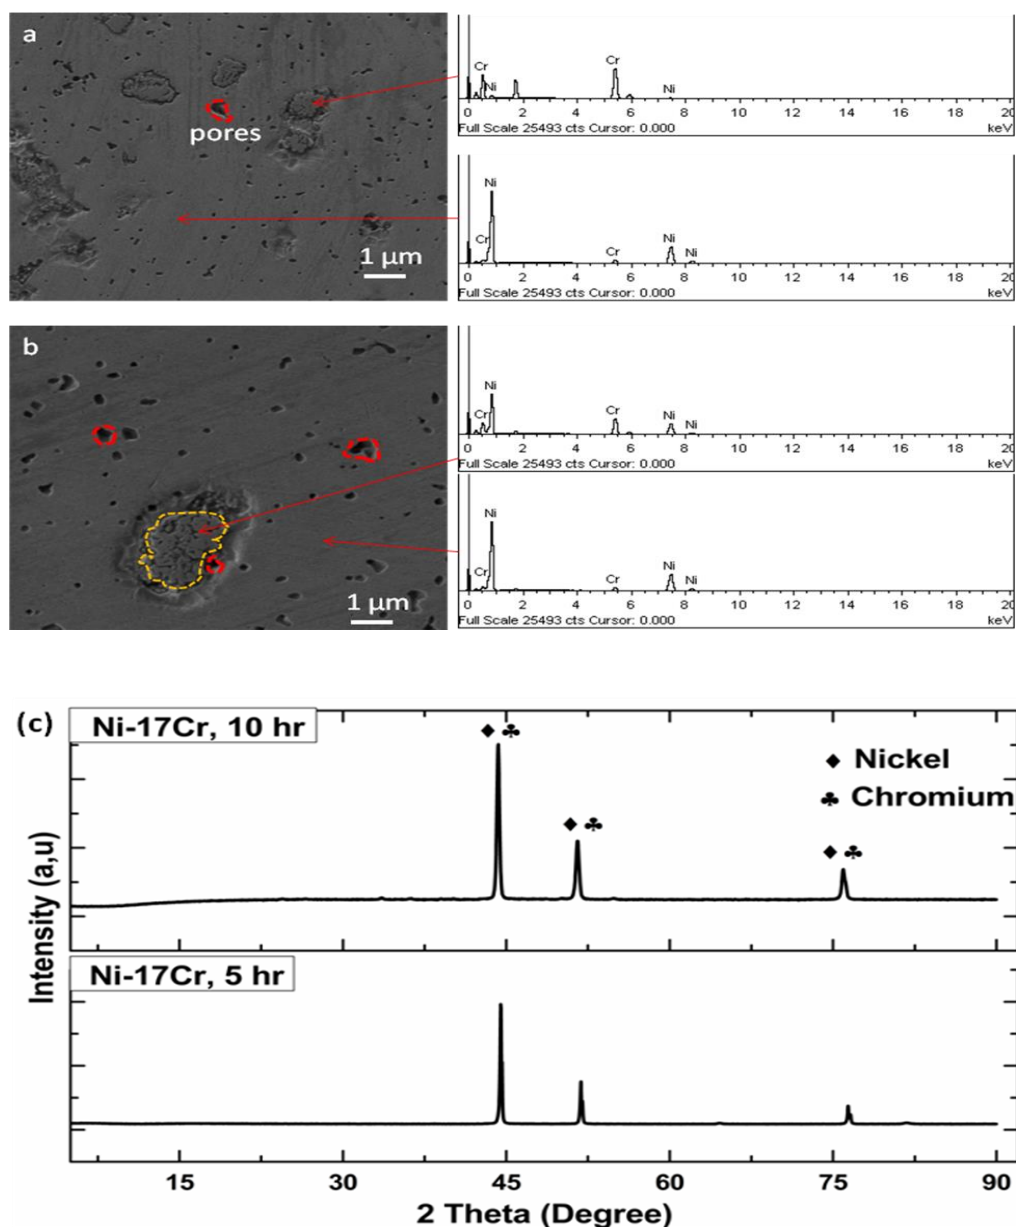 a
pores
1 µm
Cr
Ni
Cr
Ni
0 2 4 6 8 10 12 14 16 18 20
Full Scale 25493 cts Cursor: 0.000 keV
Ni
Cr
Cr
Ni
Ni
0 2 4 6 8 10 12 14 16 18 20
Full Scale 25493 cts Cursor: 0.000 keV
b
1 µm
Ni
Cr
Cr
Ni
Ni
0 2 4 6 8 10 12 14 16 18 20
Full Scale 25493 cts Cursor: 0.000 keV
Ni
Cr
Cr
Ni
Ni
0 2 4 6 8 10 12 14 16 18 20
Full Scale 25493 cts Cursor: 0.000 keV
(c)
Ni-17Cr, 10 hr
◆ ♣
◆ ♣
◆ ♣
◆ Nickel
♣ Chromium
Intensity (a,u)
Ni-17Cr, 5 hr
15 30 45 60 75 90
2 Theta (Degree)